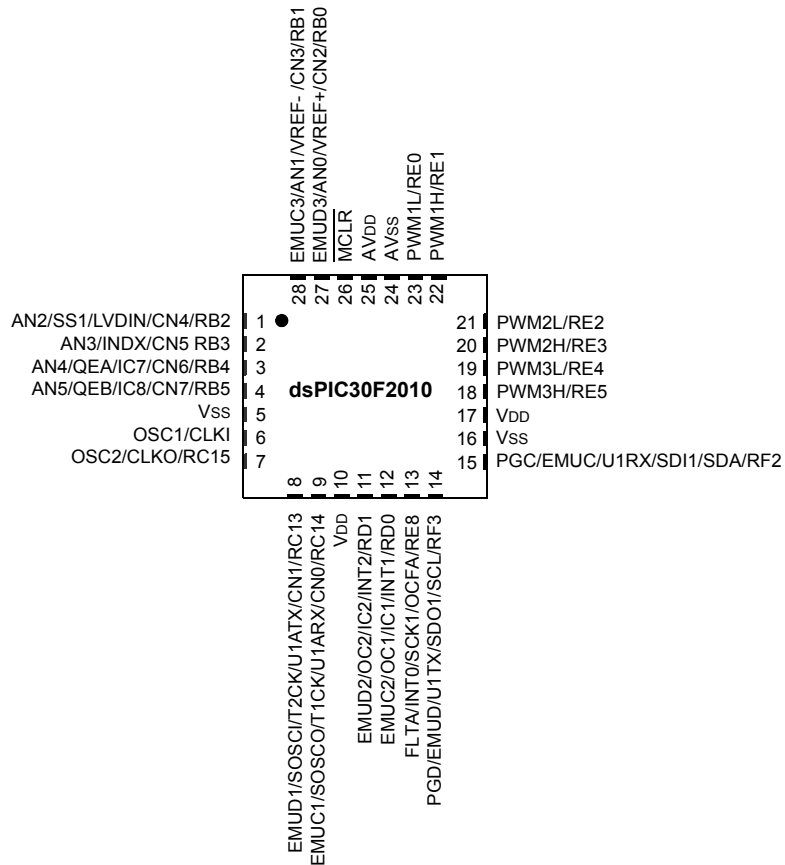 EMUC3/AN1/VREF- /CN3/RB1
EMUD3/AN0/VREF+/CN2/RB0
MCLR
AVDD
AVSS
PWM1L/RE0
PWM1H/RE1
28
27
26
25
24
23
22
AN2/SS1/LVDIN/CN4/RB2 1
AN3/INDX/CN5 RB3 2
AN4/QEA/IC7/CN6/RB4 3
AN5/QEB/IC8/CN7/RB5 4
VSS 5
OSC1/CLKI 6
OSC2/CLKO/RC15 7
dsPIC30F2010
21 PWM2L/RE2
20 PWM2H/RE3
19 PWM3L/RE4
18 PWM3H/RE5
17 VDD
16 VSS
15 PGC/EMUC/U1RX/SDI1/SDA/RF2
8
9
10
11
12
13
14
EMUD1/SOSCI/T2CK/U1ATX/CN1/RC13
EMUC1/SOSCO/T1CK/U1ARX/CN0/RC14
VDD
EMUD2/OC2/IC2/INT2/RD1
EMUC2/OC1/IC1/INT1/RD0
FLTA/INT0/SCK1/OCFA/RE8
PGD/EMUD/U1TX/SDO1/SCL/RF3